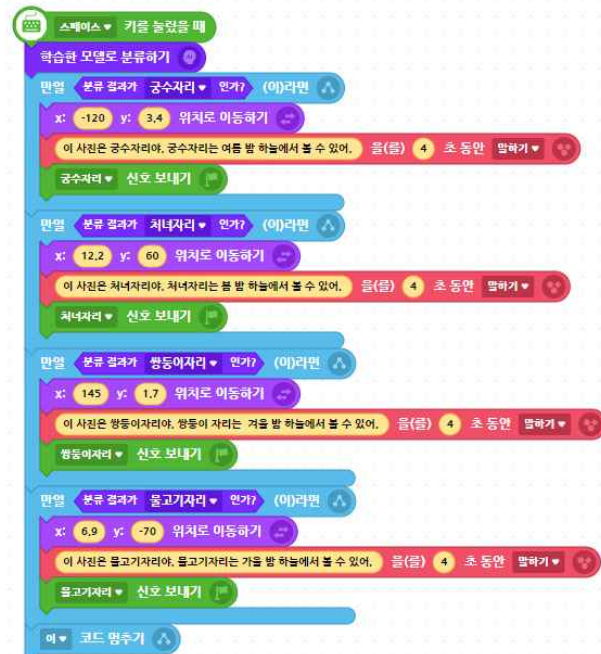 스페이스 키를 눌렀을 때
학습한 모델로 분류하기
만일 분류 결과가 궁수자리 인가? (이)라면
x: -120 y: 3.4 위치로 이동하기
이 사진은 궁수자리야. 궁수자리는 여름 밤 하늘에서 볼 수 있어. 을(를) 4 초 동안 말하기
궁수자리 신호 보내기
만일 분류 결과가 처녀자리 인가? (이)라면
x: 12.2 y: 60 위치로 이동하기
이 사진은 처녀자리야. 처녀자리는 봄 밤 하늘에서 볼 수 있어. 을(를) 4 초 동안 말하기
처녀자리 신호 보내기
만일 분류 결과가 쌍둥이자리 인가? (이)라면
x: 145 y: 1.7 위치로 이동하기
이 사진은 쌍둥이자리야. 쌍둥이 자리는 겨울 밤 하늘에서 볼 수 있어. 을(를) 4 초 동안 말하기
쌍둥이자리 신호 보내기
만일 분류 결과가 물고기자리 인가? (이)라면
x: 6.9 y: -70 위치로 이동하기
이 사진은 물고기자리야. 물고기자리는 가을 밤 하늘에서 볼 수 있어. 을(를) 4 초 동안 말하기
물고기자리 신호 보내기
이 코드 멈추기